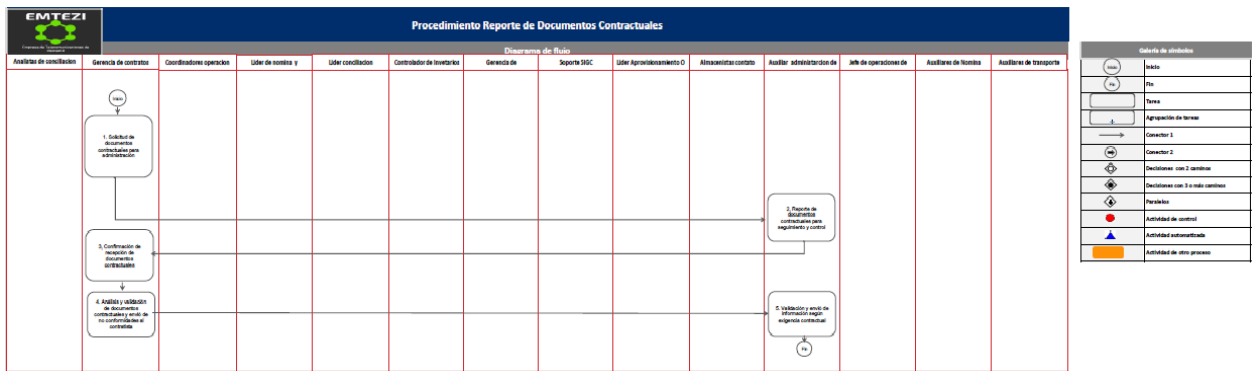 EMTEZI
Procedimiento Reporte de Documentos Contractuales
Diagrama de flujo
Analistas de conciliacion
Gerencia de contratos
Coordinadores operacion
Lider de nomina y
Lider conciliacion
Controlador de Invetarios
Gerencia de
Soporte SIGC
Lider Aprovisionamiento O
Almacenistas contato
Auxiliar administarcion de
Jefe de operaciones de
Auxiliares de Nomina
Auxiliares de transporte
Inicio
1. Solicitud de
documentos
contractuales para
administración
2. Reporte de
documentos
contractuales para
seguimiento y control
3. Confirmación de
recepción de
documentos
contractuales
4. Análisis y validación
de documentos
contractuales y envió de
no conformidades al
contratista
5. Validación y envió de
información según
exigencia contractual
Fin
Galería de símbolos
Inicio
Inicio
Fin
Fin
Tarea
Agrupación de tareas
Conector 1
Conector 2
Decisiones con 2 caminos
Decisiones con 3 o más caminos
Paralelos
Actividad de control
Actividad automatizada
Actividad de otro proceso